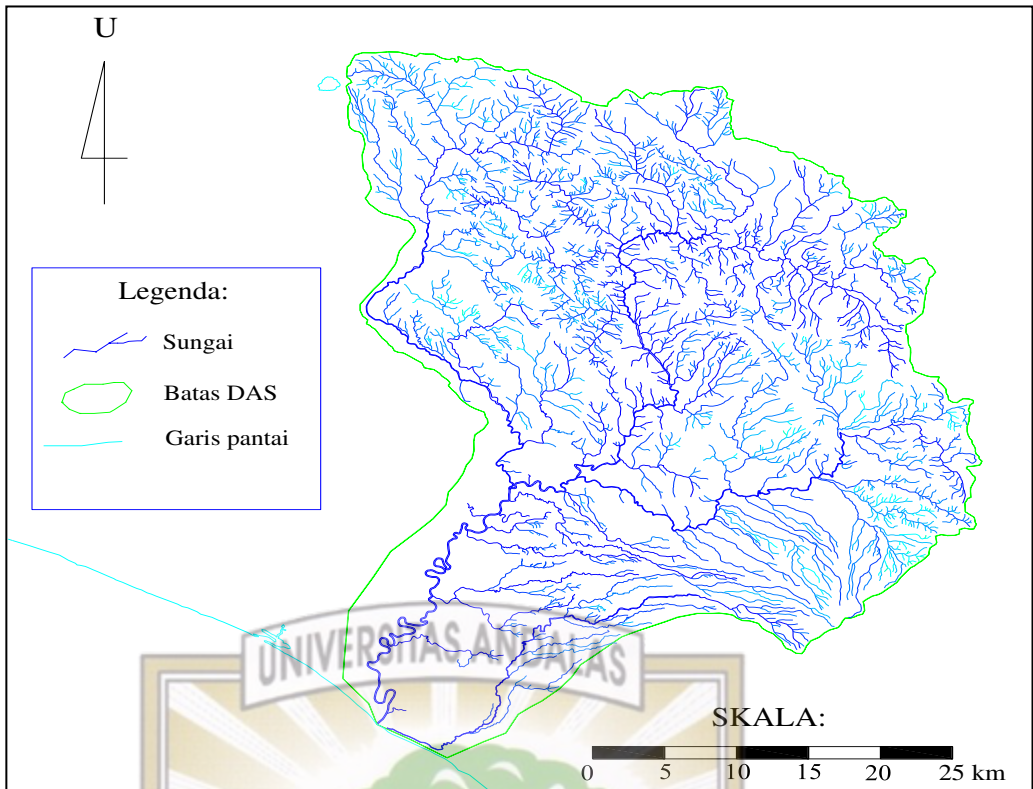 U
Legenda:
Sungai
Batas DAS
Garis pantai
UNIVERSITAS ANDALAS
SKALA:
0 5 10 15 20 25 km